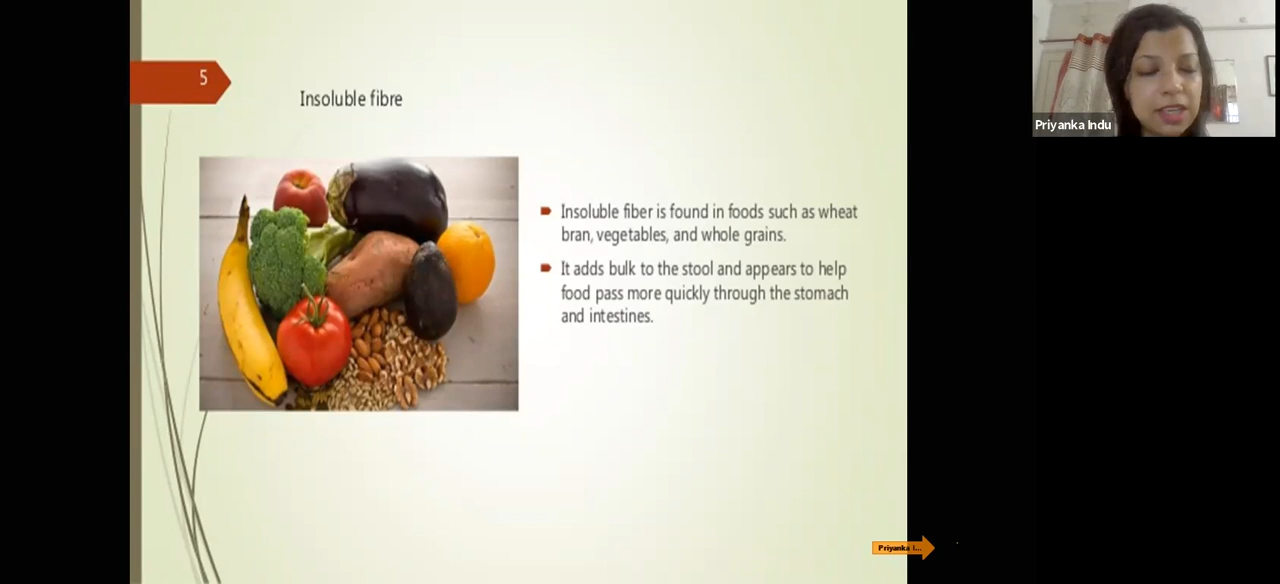 5
Insoluble fibre
Insoluble fiber is found in foods such as wheat
bran, vegetables, and whole grains.
It adds bulk to the stool and appears to help
food pass more quickly through the stomach
and intestines.
Priyanka Indu
Priyanka I...